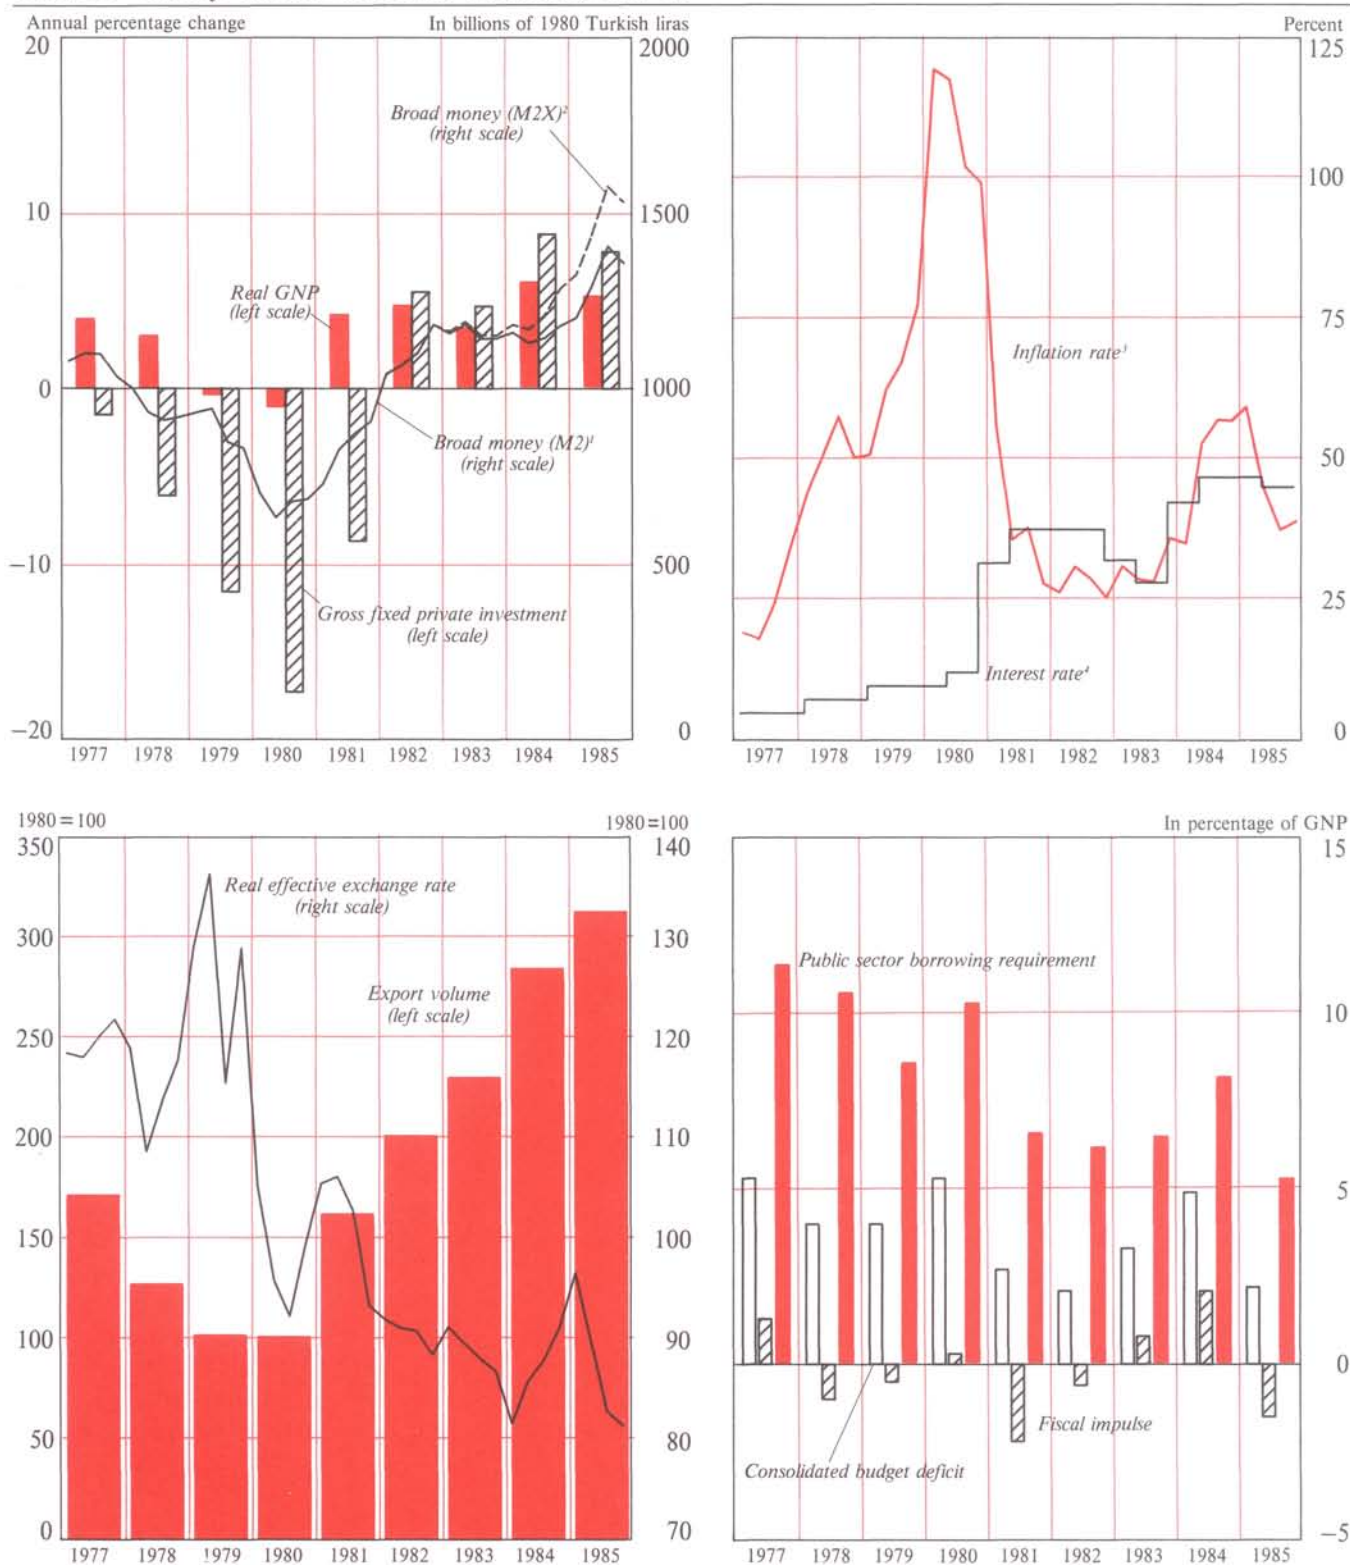 Annual percentage change In billions of 1980 Turkish liras
20 2000
Broad money (M2X)²
(right scale)
10 1500
Real GNP
(left scale)
0 1000
Broad money (M2)¹
(right scale)
−10 500
Gross fixed private investment
(left scale)
−20 0
1977 1978 1979 1980 1981 1982 1983 1984 1985
Percent
125
100
75
Inflation rate³
50
25
Interest rate⁴
0
1977 1978 1979 1980 1981 1982 1983 1984 1985
1980=100 1980=100
350 140
Real effective exchange rate
(right scale)
300 130
Export volume
(left scale)
250 120
200 110
150 100
100 90
50 80
0 70
1977 1978 1979 1980 1981 1982 1983 1984 1985
In percentage of GNP
15
Public sector borrowing requirement
10
5
0
Fiscal impulse
Consolidated budget deficit
−5
1977 1978 1979 1980 1981 1982 1983 1984 1985